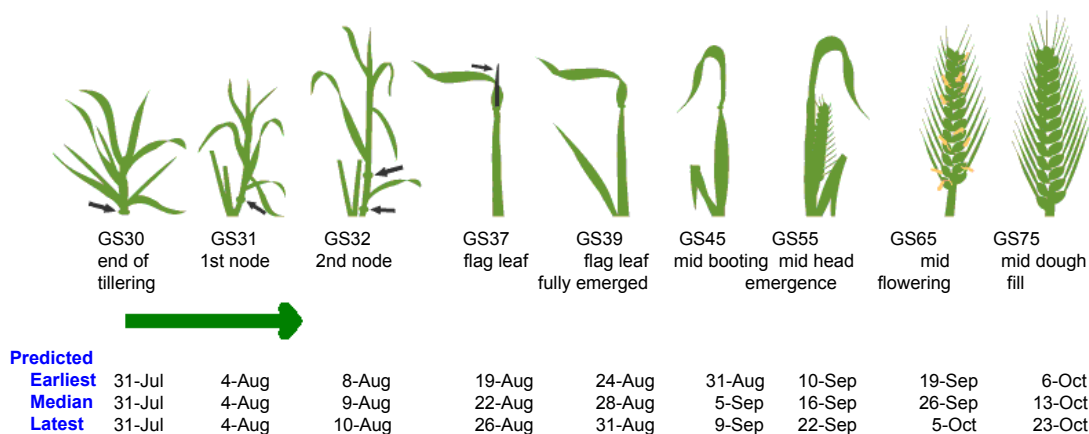 GS30 GS31 GS32 GS37 GS39 GS45 GS55 GS65 GS75
end of 1st node 2nd node flag leaf flag leaf mid booting mid head mid mid dough
tillering fully emerged emergence flowering fill
Predicted
Earliest 31-Jul 4-Aug 8-Aug 19-Aug 24-Aug 31-Aug 10-Sep 19-Sep 6-Oct
Median 31-Jul 4-Aug 9-Aug 22-Aug 28-Aug 5-Sep 16-Sep 26-Sep 13-Oct
Latest 31-Jul 4-Aug 10-Aug 26-Aug 31-Aug 9-Sep 22-Sep 5-Oct 23-Oct